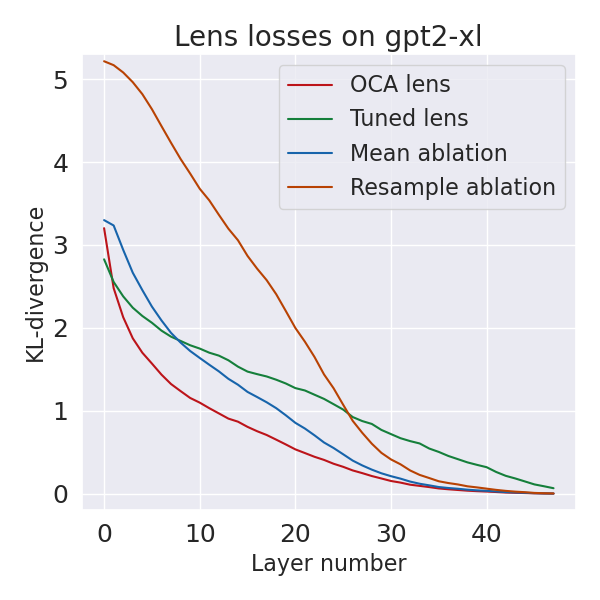 Lens losses on gpt2-xl
OCA lens
Tuned lens
Mean ablation
Resample ablation
KL-divergence
5
4
3
2
1
0
0 10 20 30 40
Layer number